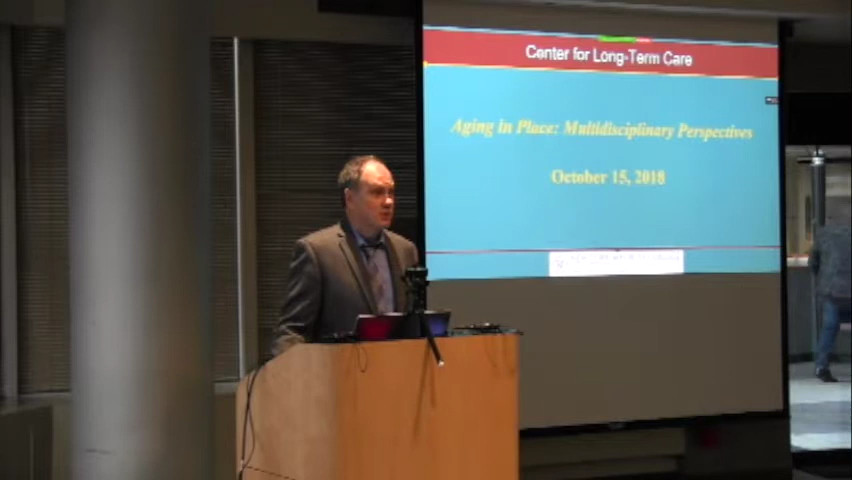 Center for Long-Term Care
Aging in Place: Multidisciplinary Perspectives
October 15, 2018